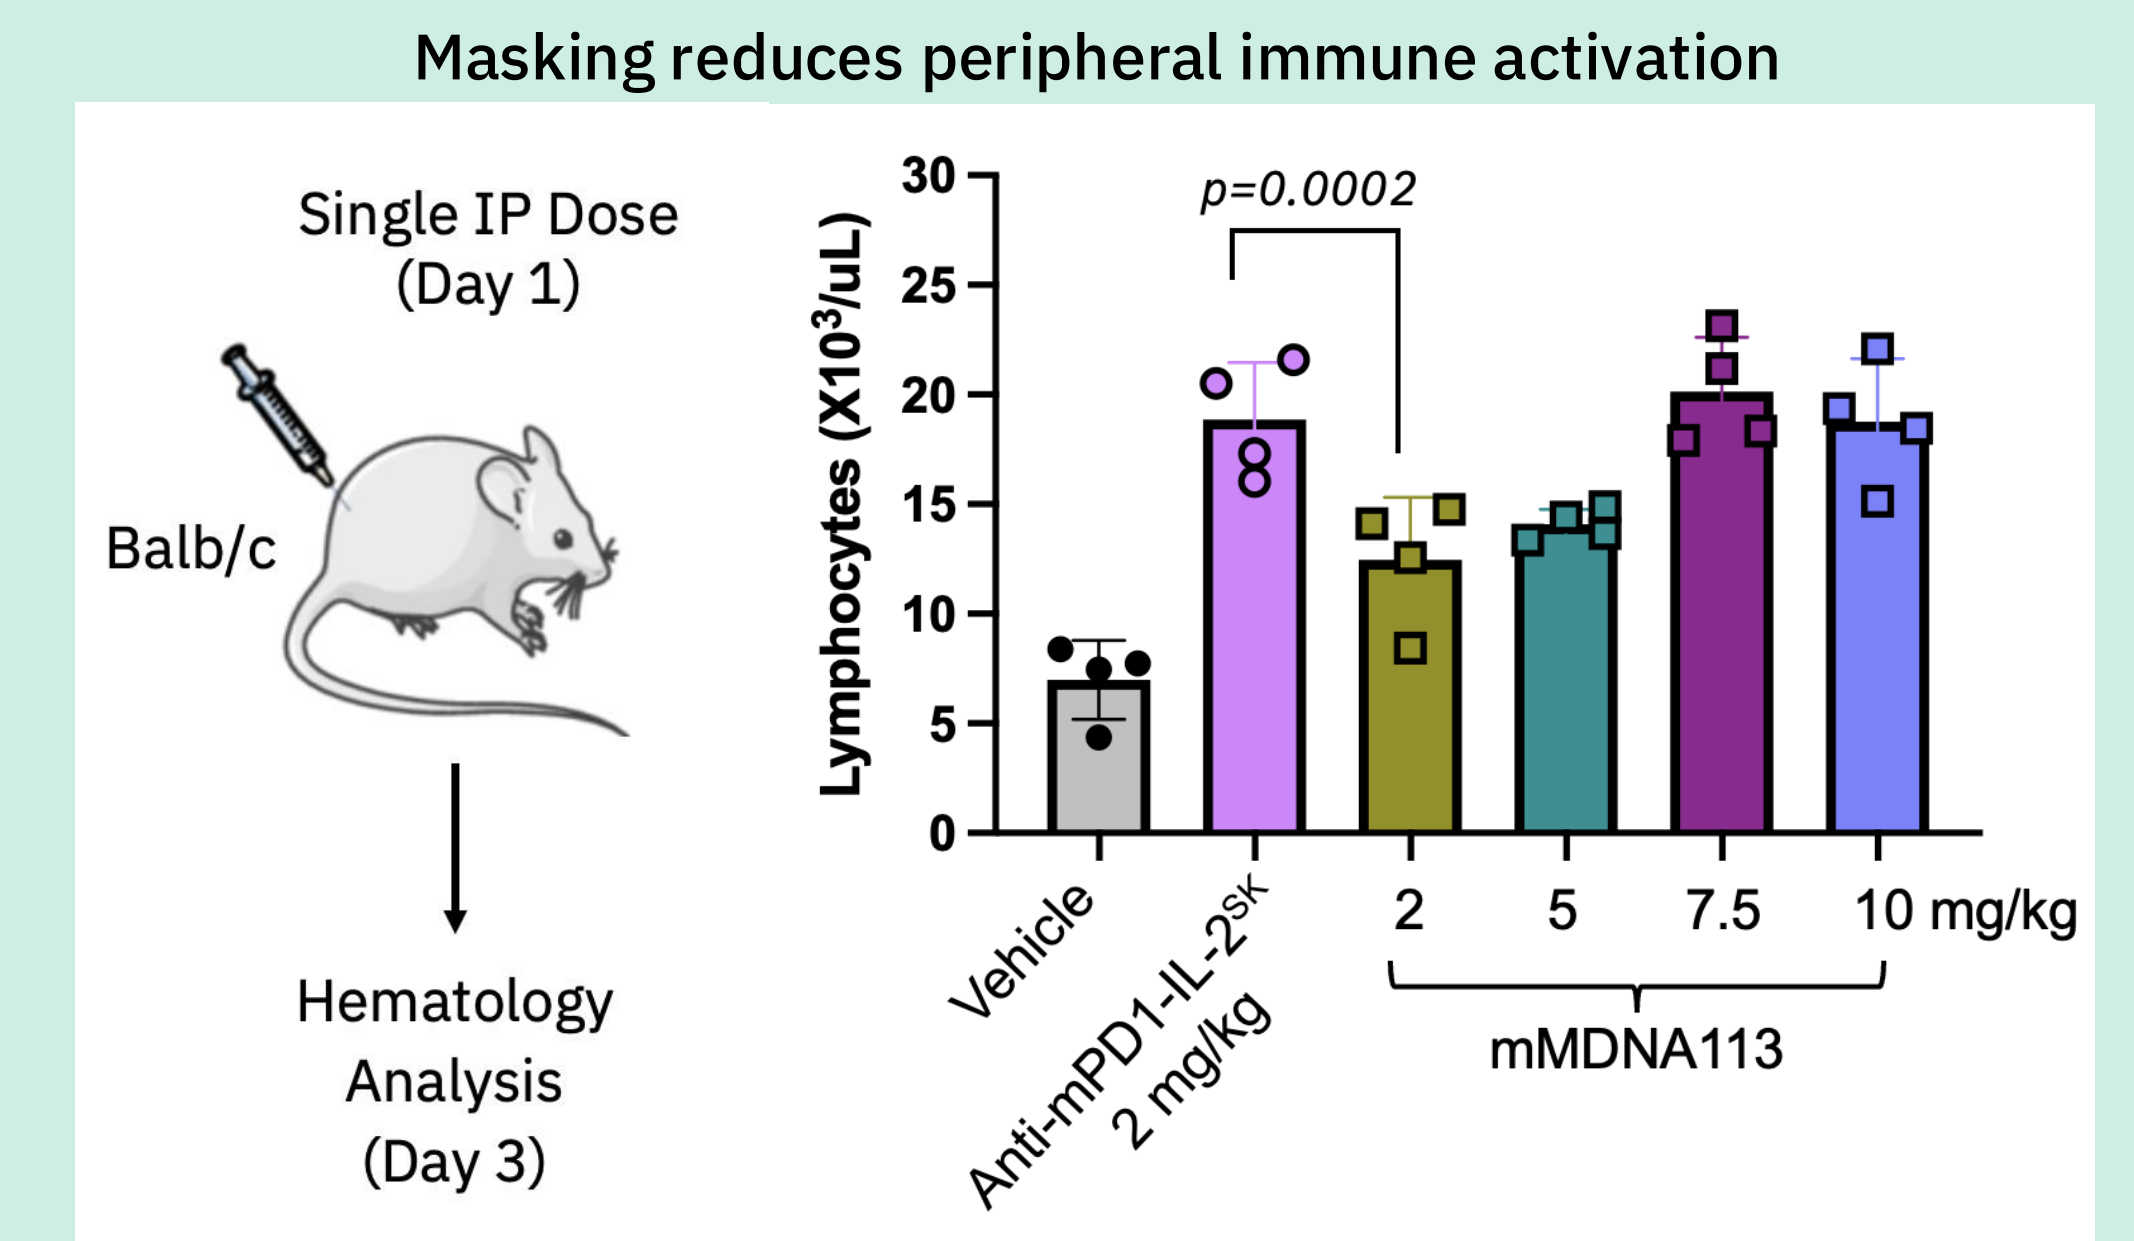 Masking reduces peripheral immune activation
Single IP Dose
(Day 1)
Balb/c
Hematology
Analysis
(Day 3)
Lymphocytes (X10³/uL)
30
25
20
15
10
5
0
p=0.0002
Vehicle
Anti-mPD1-IL-2ˢᴷ
2 mg/kg
2 5 7.5 10 mg/kg
mMDNA113